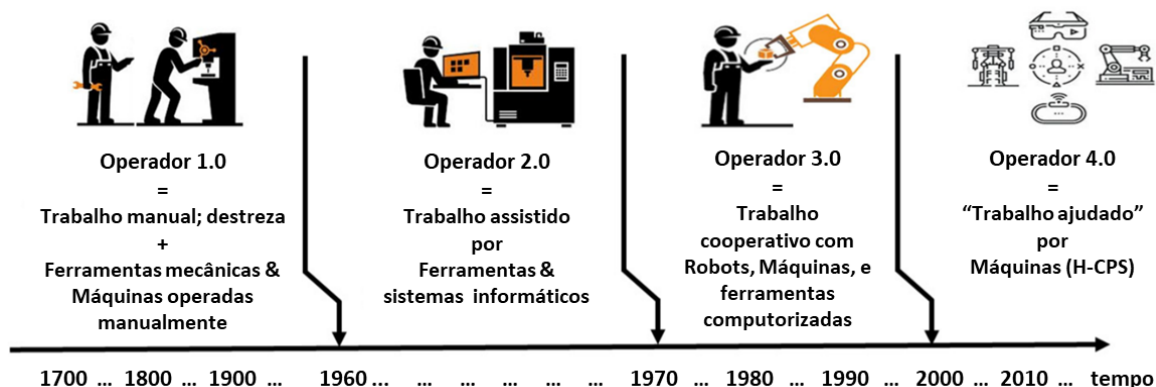 Operador 1.0
=
Trabalho manual; destreza
+
Ferramentas mecânicas &
Máquinas operadas
manualmente
Operador 2.0
=
Trabalho assistido
por
Ferramentas &
sistemas informáticos
Operador 3.0
=
Trabalho
cooperativo com
Robots, Máquinas, e
ferramentas
computorizadas
Operador 4.0
=
“Trabalho ajudado”
por
Máquinas (H-CPS)
1700 ... 1800 ... 1900 ... 1960 ... ... ... ... ... ... 1970 ... 1980 ... 1990 ... 2000 ... 2010 ... tempo